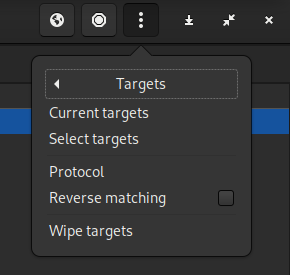 Targets
Current targets
Select targets
Protocol
Reverse matching
Wipe targets